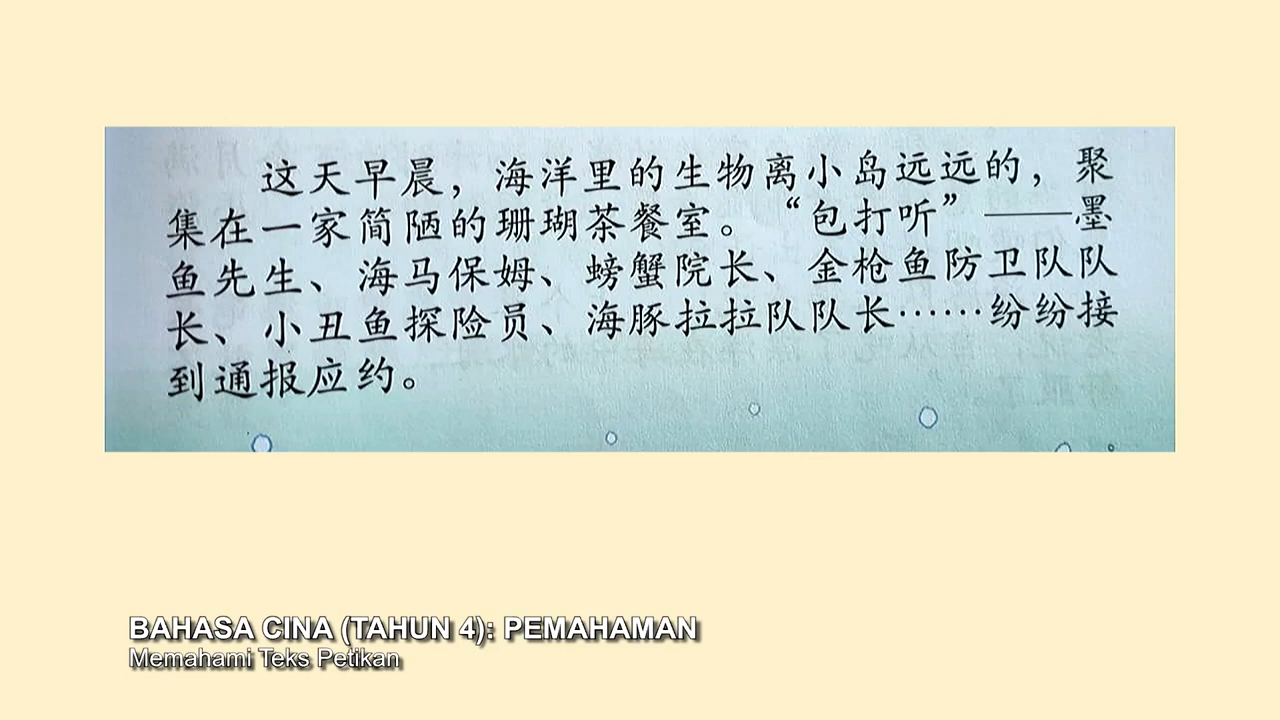 这天早晨，海洋里的生物离小岛远远的，聚
集在一家简陋的珊瑚茶餐室。“包打听”——墨
鱼先生、海马保姆、螃蟹院长、金枪鱼防卫队队
长、小丑鱼探险员、海豚拉拉队队长……纷纷接
到通报应约。
BAHASA CINA (TAHUN 4): PEMAHAMAN
Memahami Teks Petikan